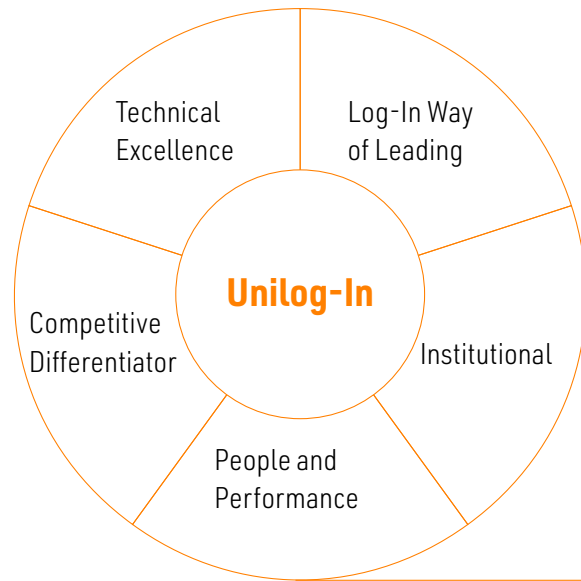 Technical
Excellence
Log-In Way
of Leading
Unilog-In
Competitive
Differentiator
Institutional
People and
Performance